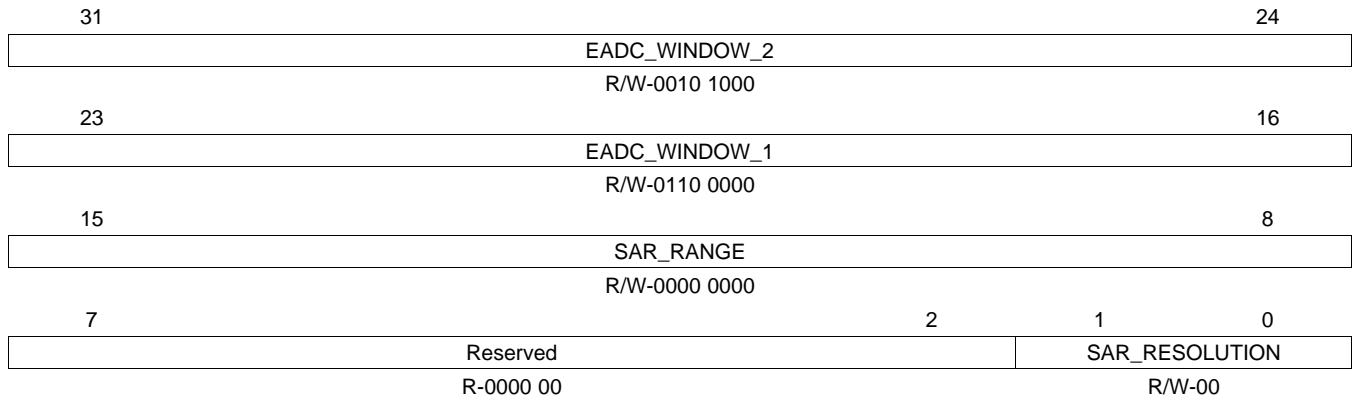 31 24
EADC_WINDOW_2
R/W-0010 1000
23 16
EADC_WINDOW_1
R/W-0110 0000
15 8
SAR_RANGE
R/W-0000 0000
7 2 1 0
Reserved SAR_RESOLUTION
R-0000 00 R/W-00